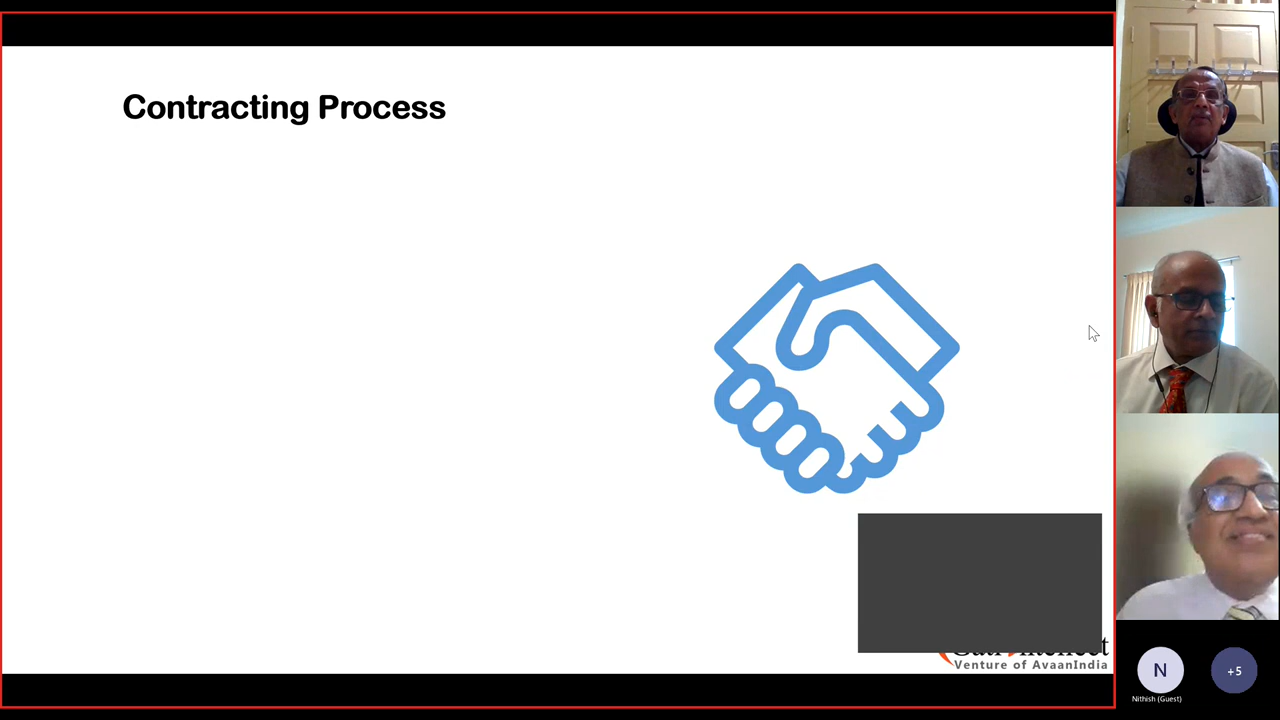 Contracting Process
Venture of AvaanIndia
N
+5
Nithish (Guest)